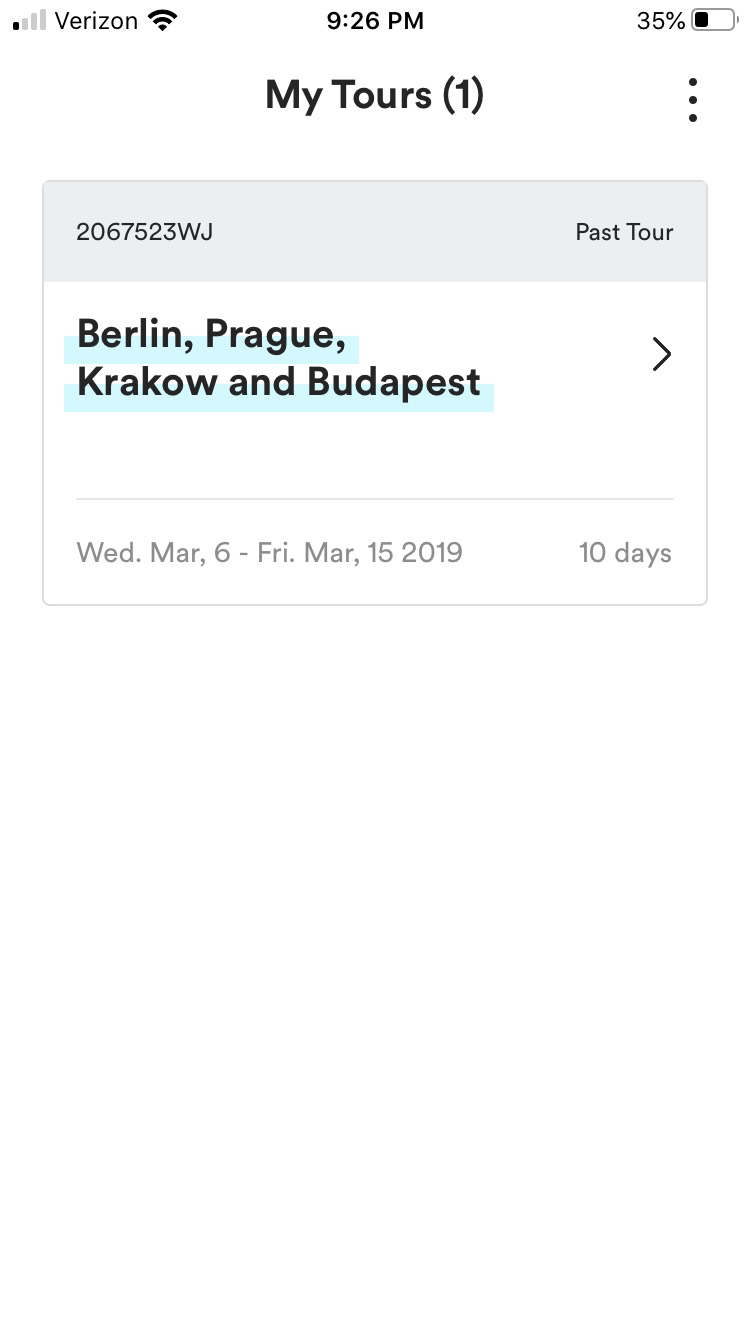 Verizon 9:26 PM 35%
My Tours (1)
2067523WJ Past Tour
Berlin, Prague,
Krakow and Budapest
Wed. Mar, 6 - Fri. Mar, 15 2019 10 days